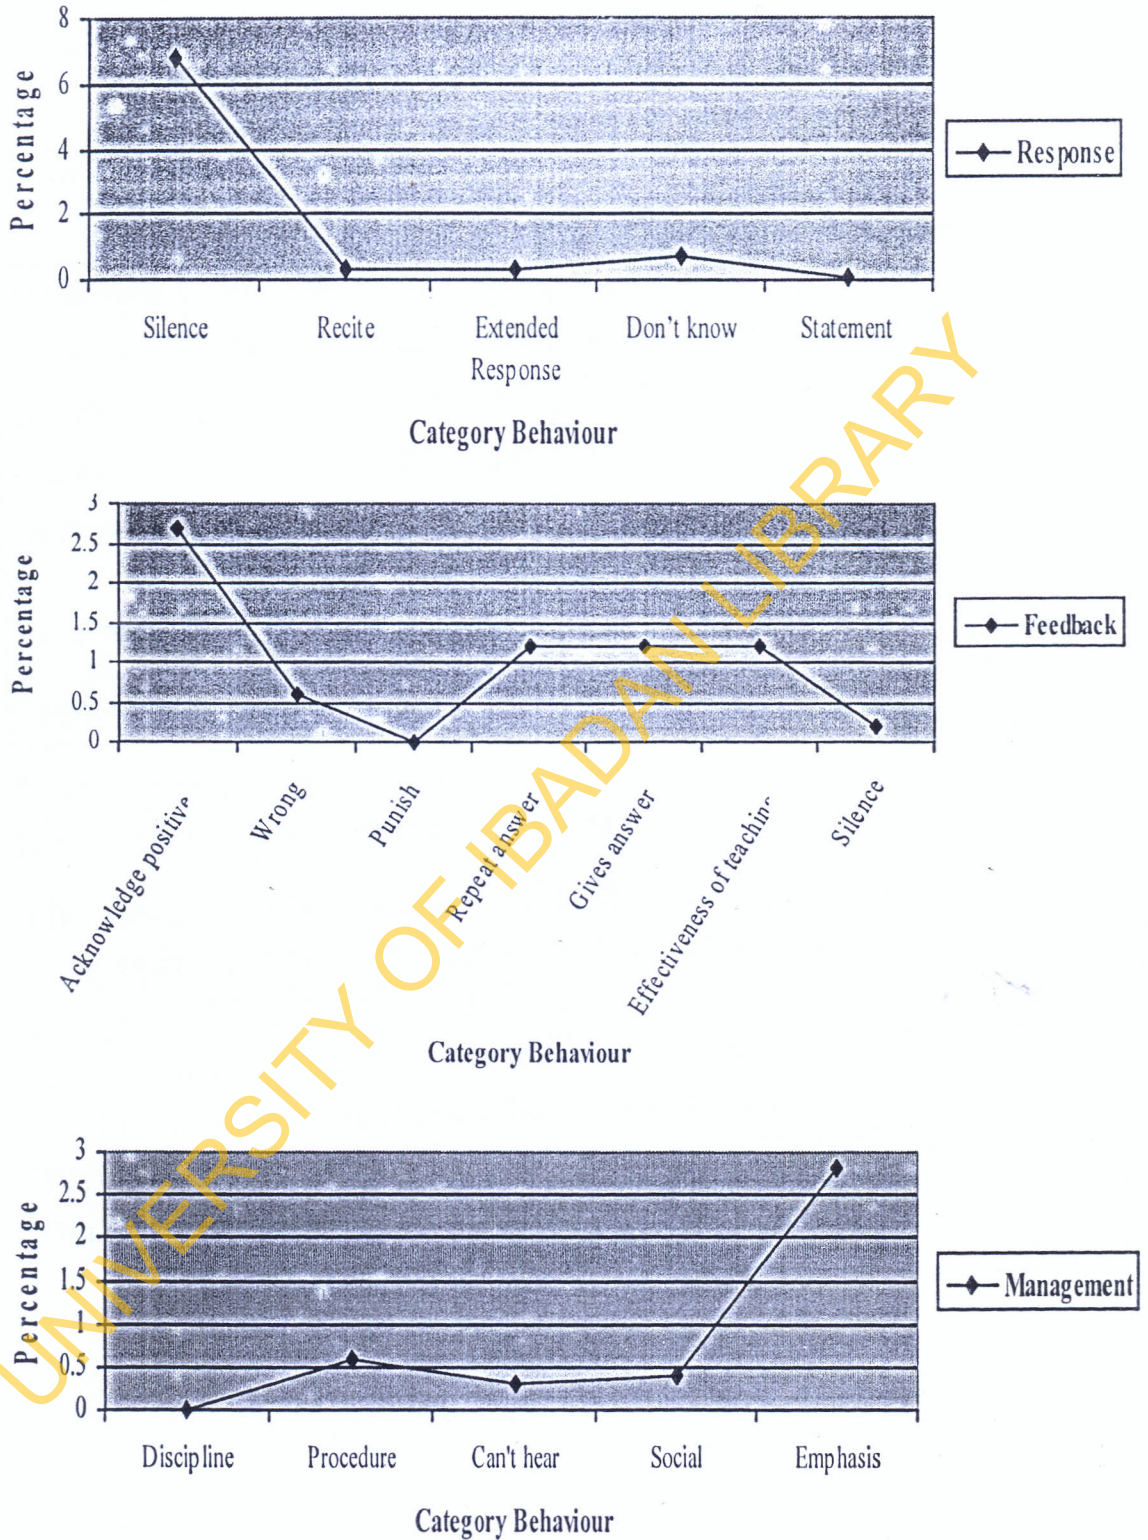 8
6
4
2
0
Percentage
Silence
Recite
Extended
Response
Don't know
Statement
Category Behaviour
Response
3
2.5
2
1.5
1
0.5
0
Percentage
Acknowledge positive
Wrong
Punish
Repeat answer
Gives answer
Effectiveness of teaching
Silence
Category Behaviour
Feedback
3
2.5
2
1.5
1
0.5
0
Percentage
Discipline
Procedure
Can't hear
Social
Emphasis
Category Behaviour
Management
UNIVERSITY OF IBADAN LIBRARY